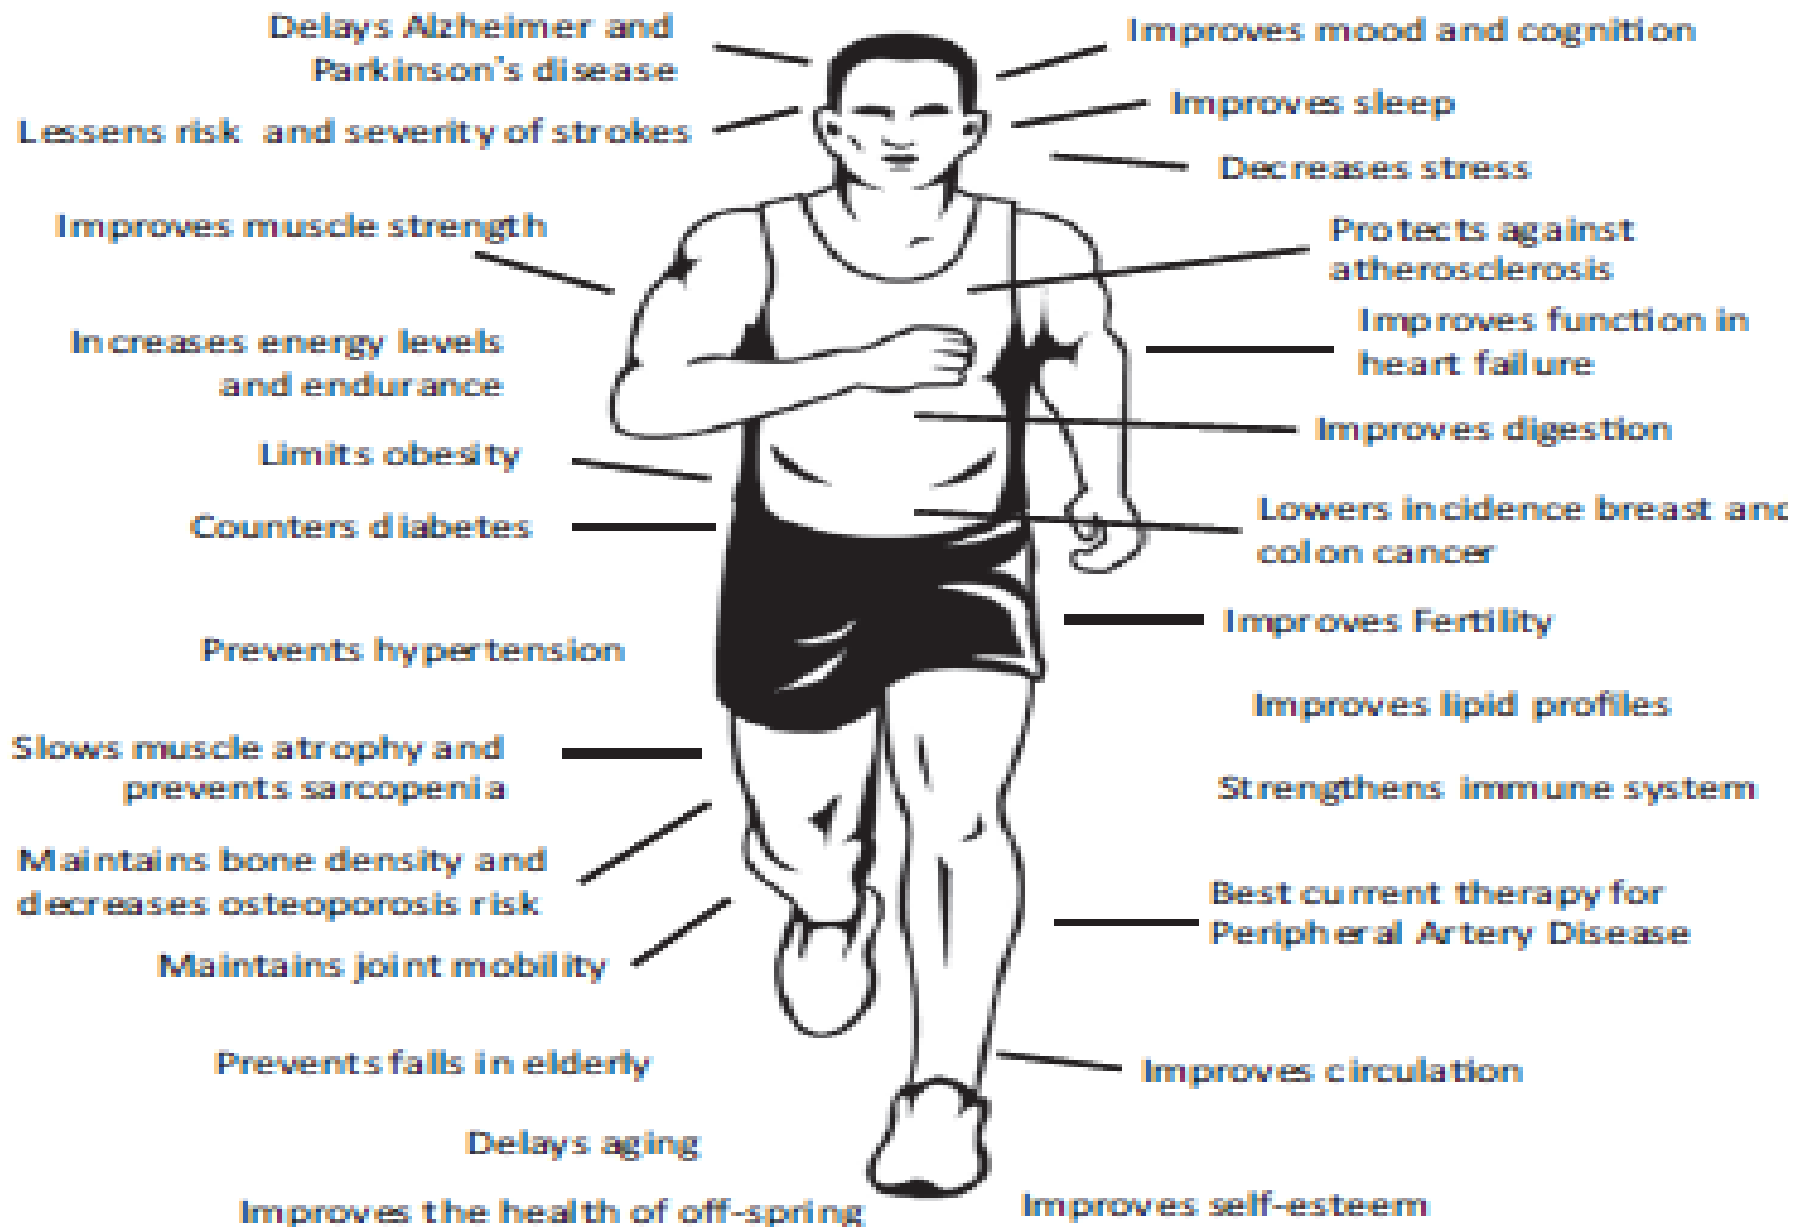 Delays Alzheimer and
Parkinson's disease
Lessens risk and severity of strokes
Improves muscle strength
Increases energy levels
and endurance
Limits obesity
Counters diabetes
Prevents hypertension
Slows muscle atrophy and
prevents sarcopenia
Maintains bone density and
decreases osteoporosis risk
Maintains joint mobility
Prevents falls in elderly
Delays aging
Improves the health of off-spring
Improves mood and cognition
Improves sleep
Decreases stress
Protects against
atherosclerosis
Improves function in
heart failure
Improves digestion
Lowers incidence breast and
colon cancer
Improves Fertility
Improves lipid profiles
Strengthens immune system
Best current therapy for
Peripheral Artery Disease
Improves circulation
Improves self-esteem